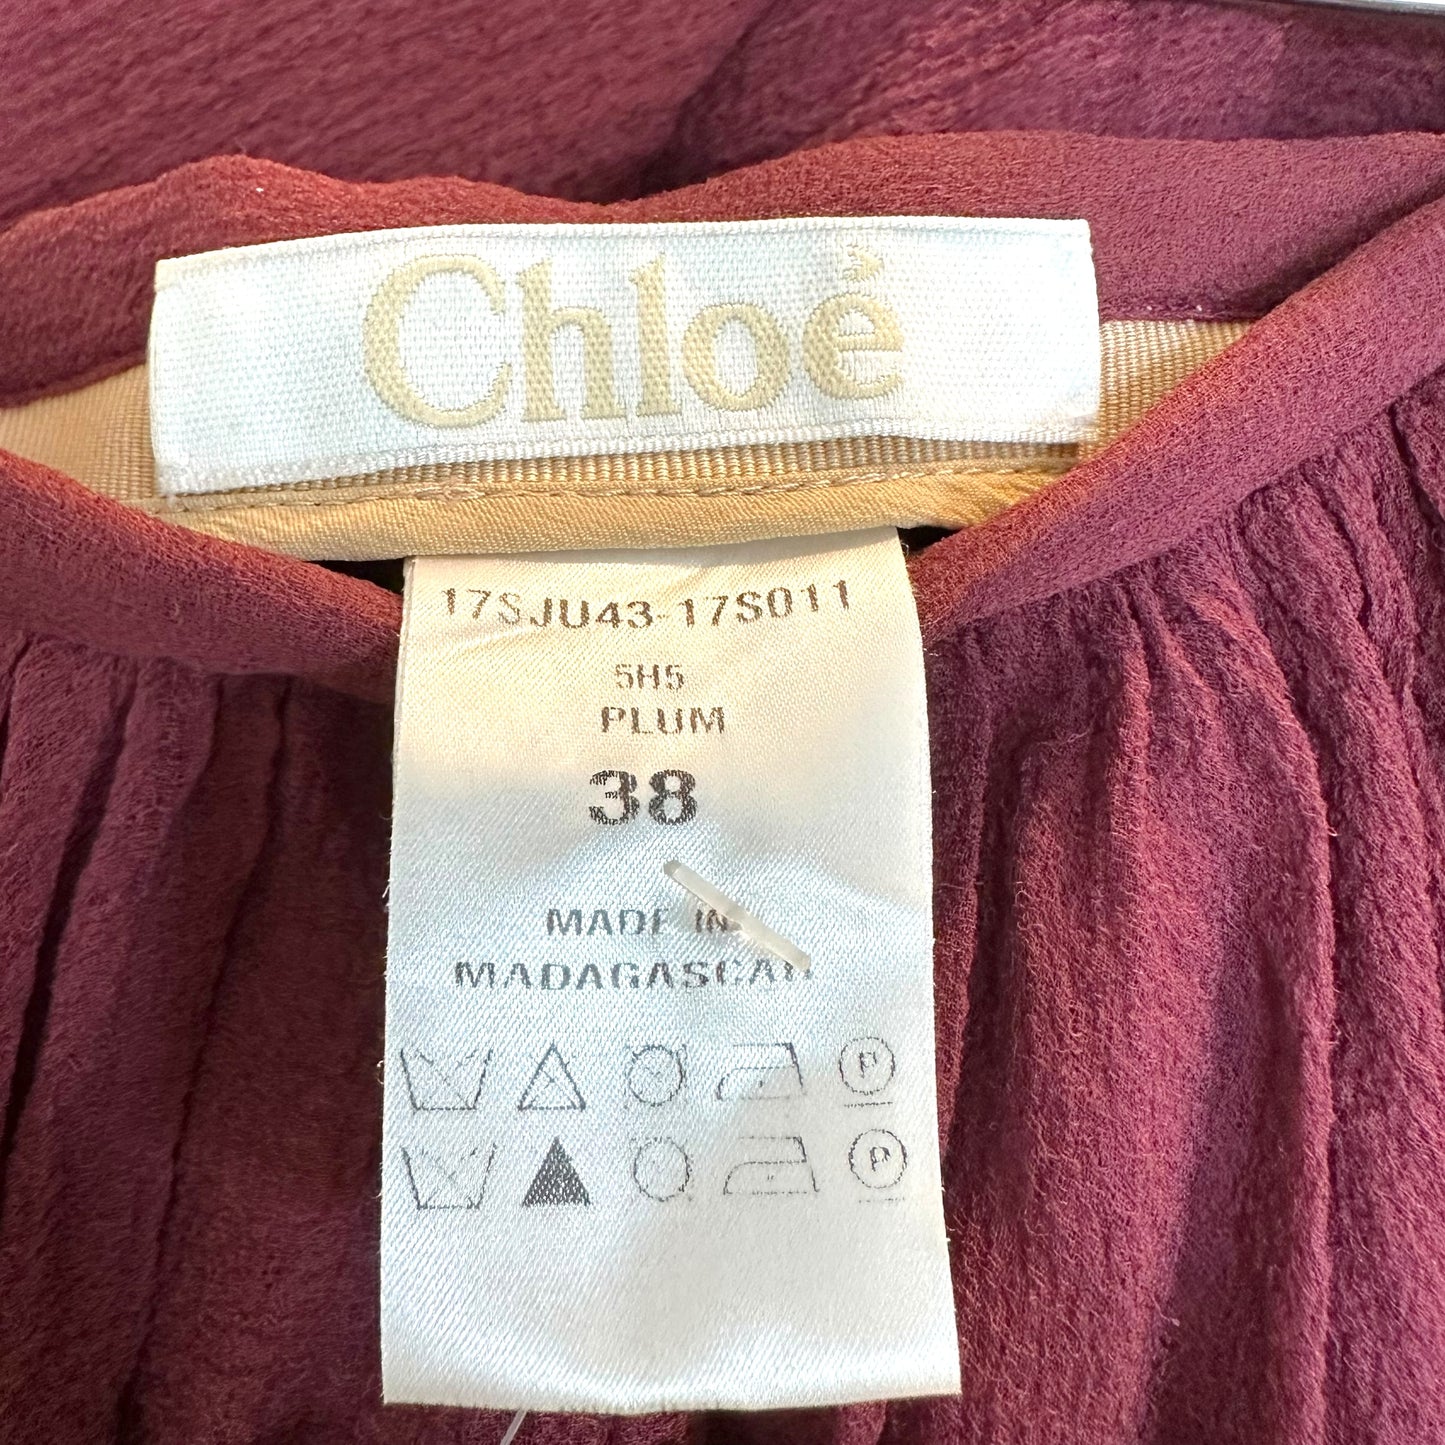 Chloé
17SJU43-17S011
5H5
PLUM
38
MADE IN
MADAGASCAR
P
P